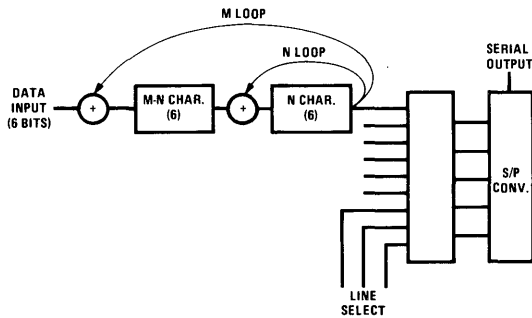 M LOOP
N LOOP
SERIAL
OUTPUT
DATA
INPUT
(6 BITS)
+
M-N CHAR.
(6)
+
N CHAR.
(6)
S/P
CONV.
LINE
SELECT